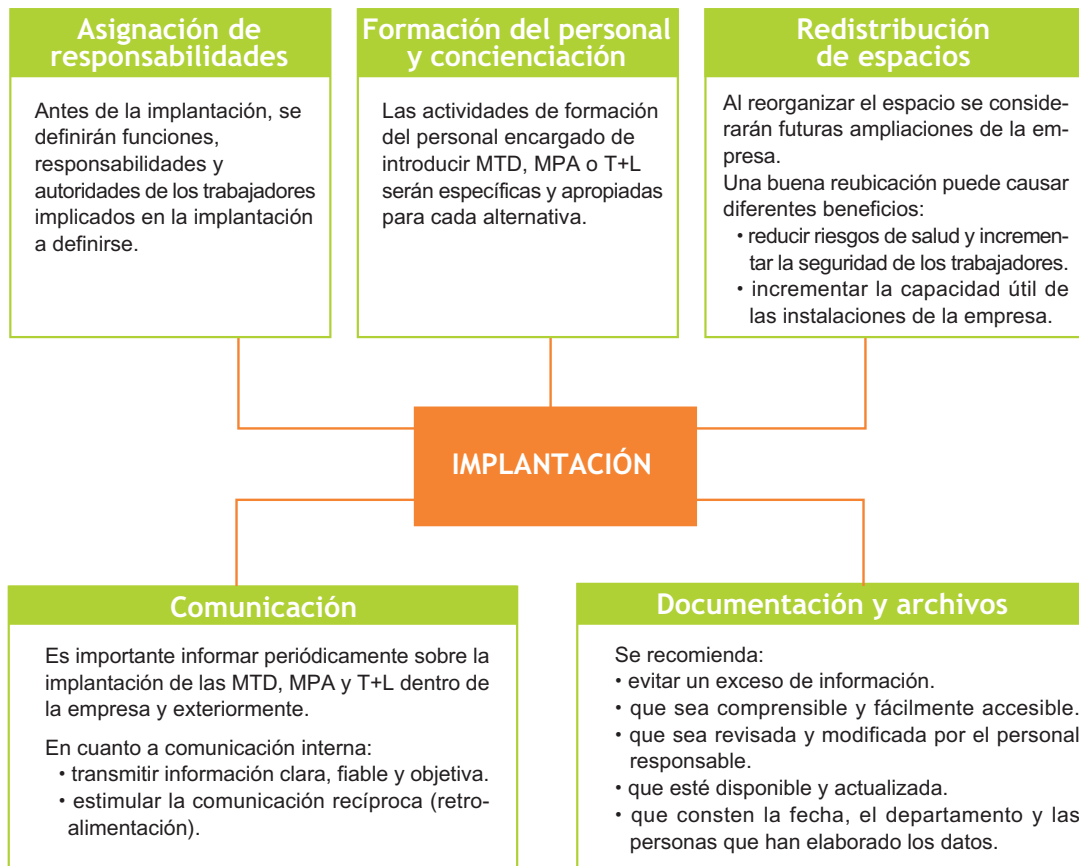 Asignación de
responsabilidades
Antes de la implantación, se
definirán funciones,
responsabilidades y
autoridades de los trabajadores
implicados en la implantación
a definirse.
Formación del personal
y concienciación
Las actividades de formación
del personal encargado de
introducir MTD, MPA o T+L
serán específicas y apropiadas
para cada alternativa.
Redistribución
de espacios
Al reorganizar el espacio se conside-
rarán futuras ampliaciones de la em-
presa.
Una buena reubicación puede causar
diferentes beneficios:
• reducir riesgos de salud y incremen-
tar la seguridad de los trabajadores.
• incrementar la capacidad útil de
las instalaciones de la empresa.
IMPLANTACIÓN
Comunicación
Es importante informar periódicamente sobre la
implantación de las MTD, MPA y T+L dentro de
la empresa y exteriormente.
En cuanto a comunicación interna:
• transmitir información clara, fiable y objetiva.
• estimular la comunicación recíproca (retro-
alimentación).
Documentación y archivos
Se recomienda:
• evitar un exceso de información.
• que sea comprensible y fácilmente accesible.
• que sea revisada y modificada por el personal
responsable.
• que esté disponible y actualizada.
• que consten la fecha, el departamento y las
personas que han elaborado los datos.